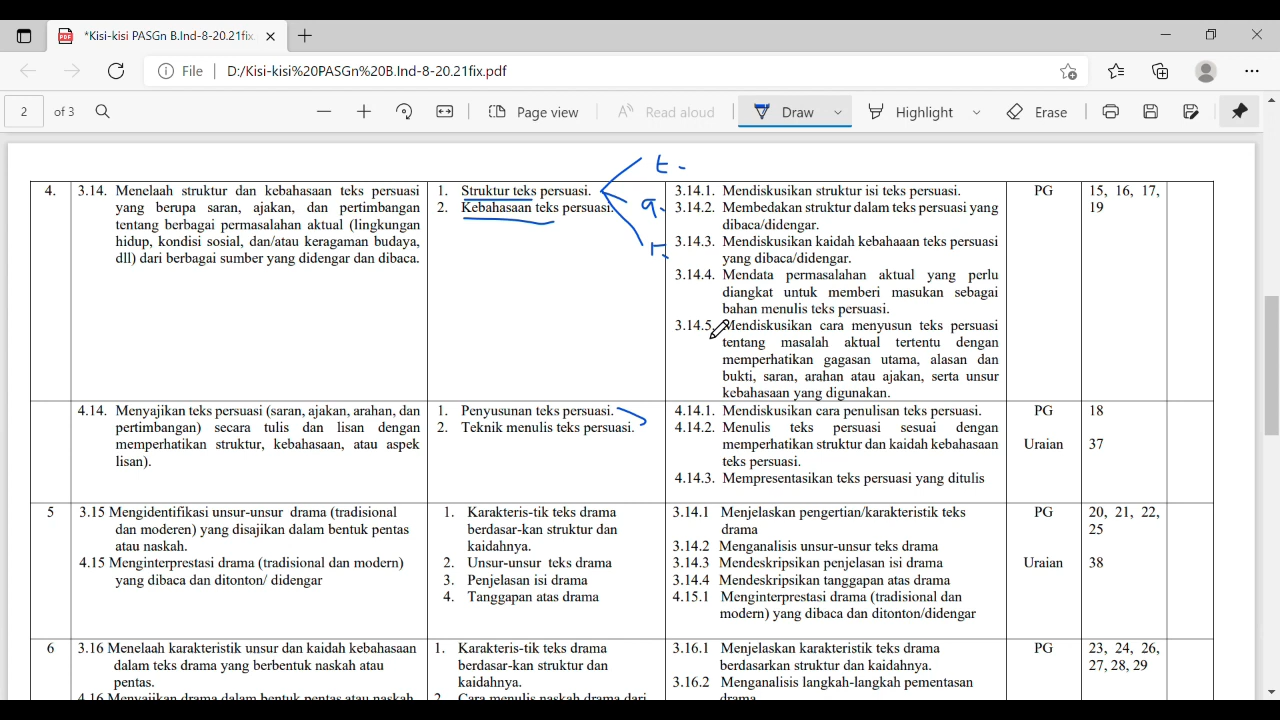 *Kisi-kisi PASGn B.Ind-8-20.21fix
File D:/Kisi-kisi%20PASGn%20B.Ind-8-20.21fix.pdf
2 of 3 Page view Read aloud Draw Highlight Erase
t -
4. 3.14. Menelaah struktur dan kebahasaan teks persuasi
yang berupa saran, ajakan, dan pertimbangan
tentang berbagai permasalahan aktual (lingkungan
hidup, kondisi sosial, dan/atau keragaman budaya,
dll) dari berbagai sumber yang didengar dan dibaca.
1. Struktur teks persuasi.
2. Kebahasaan teks persuasi.
a.
r.
3.14.1. Mendiskusikan struktur isi teks persuasi.
3.14.2. Membedakan struktur dalam teks persuasi yang
dibaca/didengar.
3.14.3. Mendiskusikan kaidah kebahaaan teks persuasi
yang dibaca/didengar.
3.14.4. Mendata permasalahan aktual yang perlu
diangkat untuk memberi masukan sebagai
bahan menulis teks persuasi.
3.14.5. Mendiskusikan cara menyusun teks persuasi
tentang masalah aktual tertentu dengan
memperhatikan gagasan utama, alasan dan
bukti, saran, arahan atau ajakan, serta unsur
kebahasaan yang digunakan.
PG
15, 16, 17,
19
4.14. Menyajikan teks persuasi (saran, ajakan, arahan, dan
pertimbangan) secara tulis dan lisan dengan
memperhatikan struktur, kebahasaan, atau aspek
lisan).
1. Penyusunan teks persuasi.
2. Teknik menulis teks persuasi.
4.14.1. Mendiskusikan cara penulisan teks persuasi.
4.14.2. Menulis teks persuasi sesuai dengan
memperhatikan struktur dan kaidah kebahasaan
teks persuasi.
4.14.3. Mempresentasikan teks persuasi yang ditulis
PG
Uraian
18
37
5 3.15 Mengidentifikasi unsur-unsur drama (tradisional
dan moderen) yang disajikan dalam bentuk pentas
atau naskah.
4.15 Menginterprestasi drama (tradisional dan modern)
yang dibaca dan ditonton/ didengar
1. Karakteris-tik teks drama
berdasar-kan struktur dan
kaidahnya.
2. Unsur-unsur teks drama
3. Penjelasan isi drama
4. Tanggapan atas drama
3.14.1 Menjelaskan pengertian/karakteristik teks
drama
3.14.2 Menganalisis unsur-unsur teks drama
3.14.3 Mendeskripsikan penjelasan isi drama
3.14.4 Mendeskripsikan tanggapan atas drama
4.15.1 Menginterprestasi drama (tradisional dan
modern) yang dibaca dan ditonton/didengar
PG
Uraian
20, 21, 22,
25
38
6 3.16 Menelaah karakteristik unsur dan kaidah kebahasaan
dalam teks drama yang berbentuk naskah atau
pentas.
4.16 Menyajikan drama dalam bentuk pentas atau naskah
1. Karakteris-tik teks drama
berdasar-kan struktur dan
kaidahnya.
2. Cara menulis naskah drama dari
3.16.1 Menjelaskan karakteristik teks drama
berdasarkan struktur dan kaidahnya.
3.16.2 Menganalisis langkah-langkah pementasan
drama
PG
23, 24, 26,
27, 28, 29